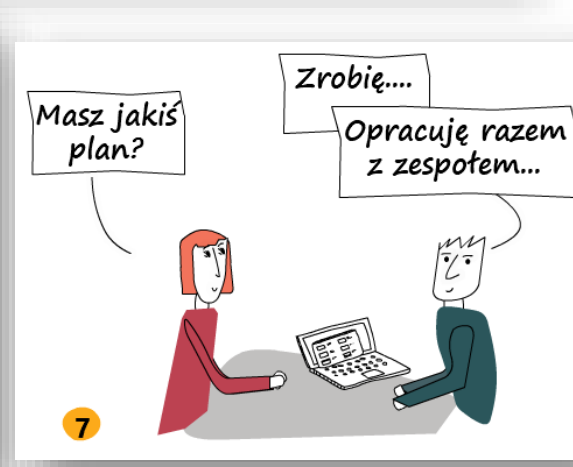 Masz jakiś
plan?
Zrobię....
Opracuję razem
z zespołem...
7